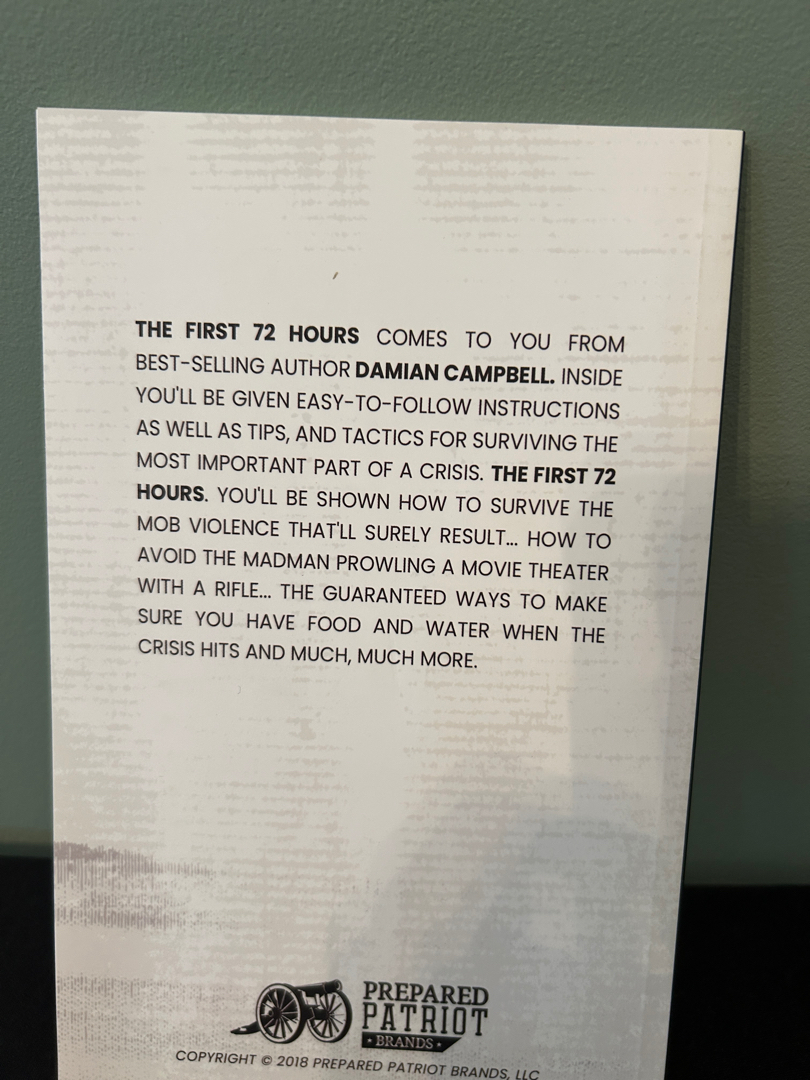 THE FIRST 72 HOURS COMES TO YOU FROM
BEST-SELLING AUTHOR DAMIAN CAMPBELL. INSIDE
YOU'LL BE GIVEN EASY-TO-FOLLOW INSTRUCTIONS
AS WELL AS TIPS, AND TACTICS FOR SURVIVING THE
MOST IMPORTANT PART OF A CRISIS. THE FIRST 72
HOURS. YOU'LL BE SHOWN HOW TO SURVIVE THE
MOB VIOLENCE THAT'LL SURELY RESULT... HOW TO
AVOID THE MADMAN PROWLING A MOVIE THEATER
WITH A RIFLE... THE GUARANTEED WAYS TO MAKE
SURE YOU HAVE FOOD AND WATER WHEN THE
CRISIS HITS AND MUCH, MUCH MORE.
PREPARED
PATRIOT
• BRANDS •
COPYRIGHT © 2018 PREPARED PATRIOT BRANDS, LLC